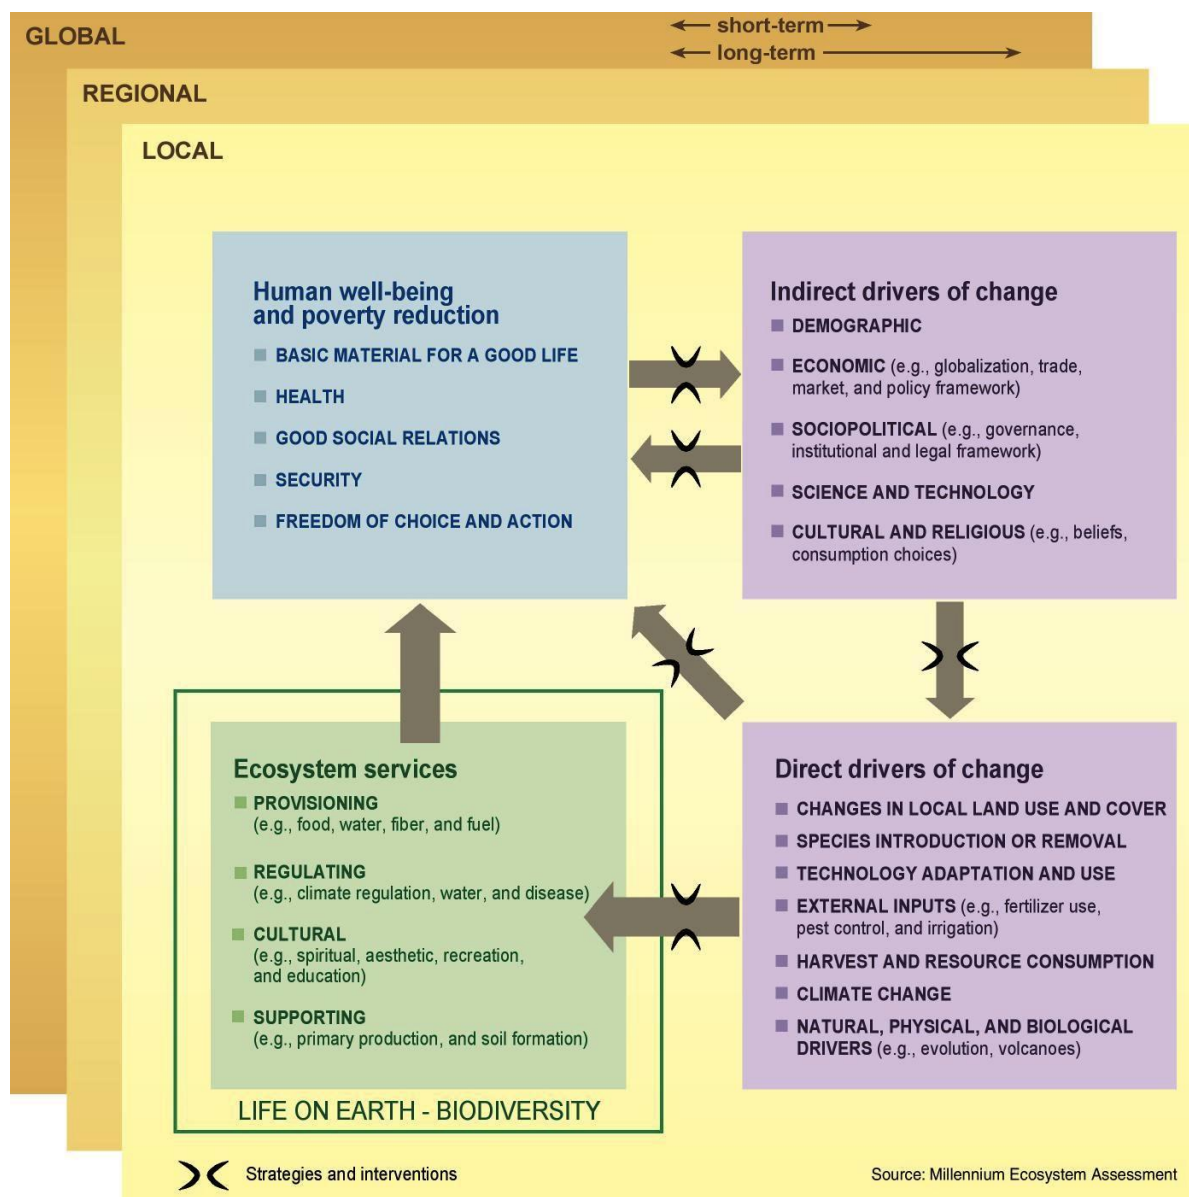 GLOBAL
short-term
long-term
REGIONAL
LOCAL
Human well-being
and poverty reduction
BASIC MATERIAL FOR A GOOD LIFE
HEALTH
GOOD SOCIAL RELATIONS
SECURITY
FREEDOM OF CHOICE AND ACTION
Indirect drivers of change
DEMOGRAPHIC
ECONOMIC (e.g., globalization, trade,
market, and policy framework)
SOCIOPOLITICAL (e.g., governance,
institutional and legal framework)
SCIENCE AND TECHNOLOGY
CULTURAL AND RELIGIOUS (e.g., beliefs,
consumption choices)
Ecosystem services
PROVISIONING
(e.g., food, water, fiber, and fuel)
REGULATING
(e.g., climate regulation, water, and disease)
CULTURAL
(e.g., spiritual, aesthetic, recreation,
and education)
SUPPORTING
(e.g., primary production, and soil formation)
LIFE ON EARTH - BIODIVERSITY
Direct drivers of change
CHANGES IN LOCAL LAND USE AND COVER
SPECIES INTRODUCTION OR REMOVAL
TECHNOLOGY ADAPTATION AND USE
EXTERNAL INPUTS (e.g., fertilizer use,
pest control, and irrigation)
HARVEST AND RESOURCE CONSUMPTION
CLIMATE CHANGE
NATURAL, PHYSICAL, AND BIOLOGICAL
DRIVERS (e.g., evolution, volcanoes)
Strategies and interventions
Source: Millennium Ecosystem Assessment